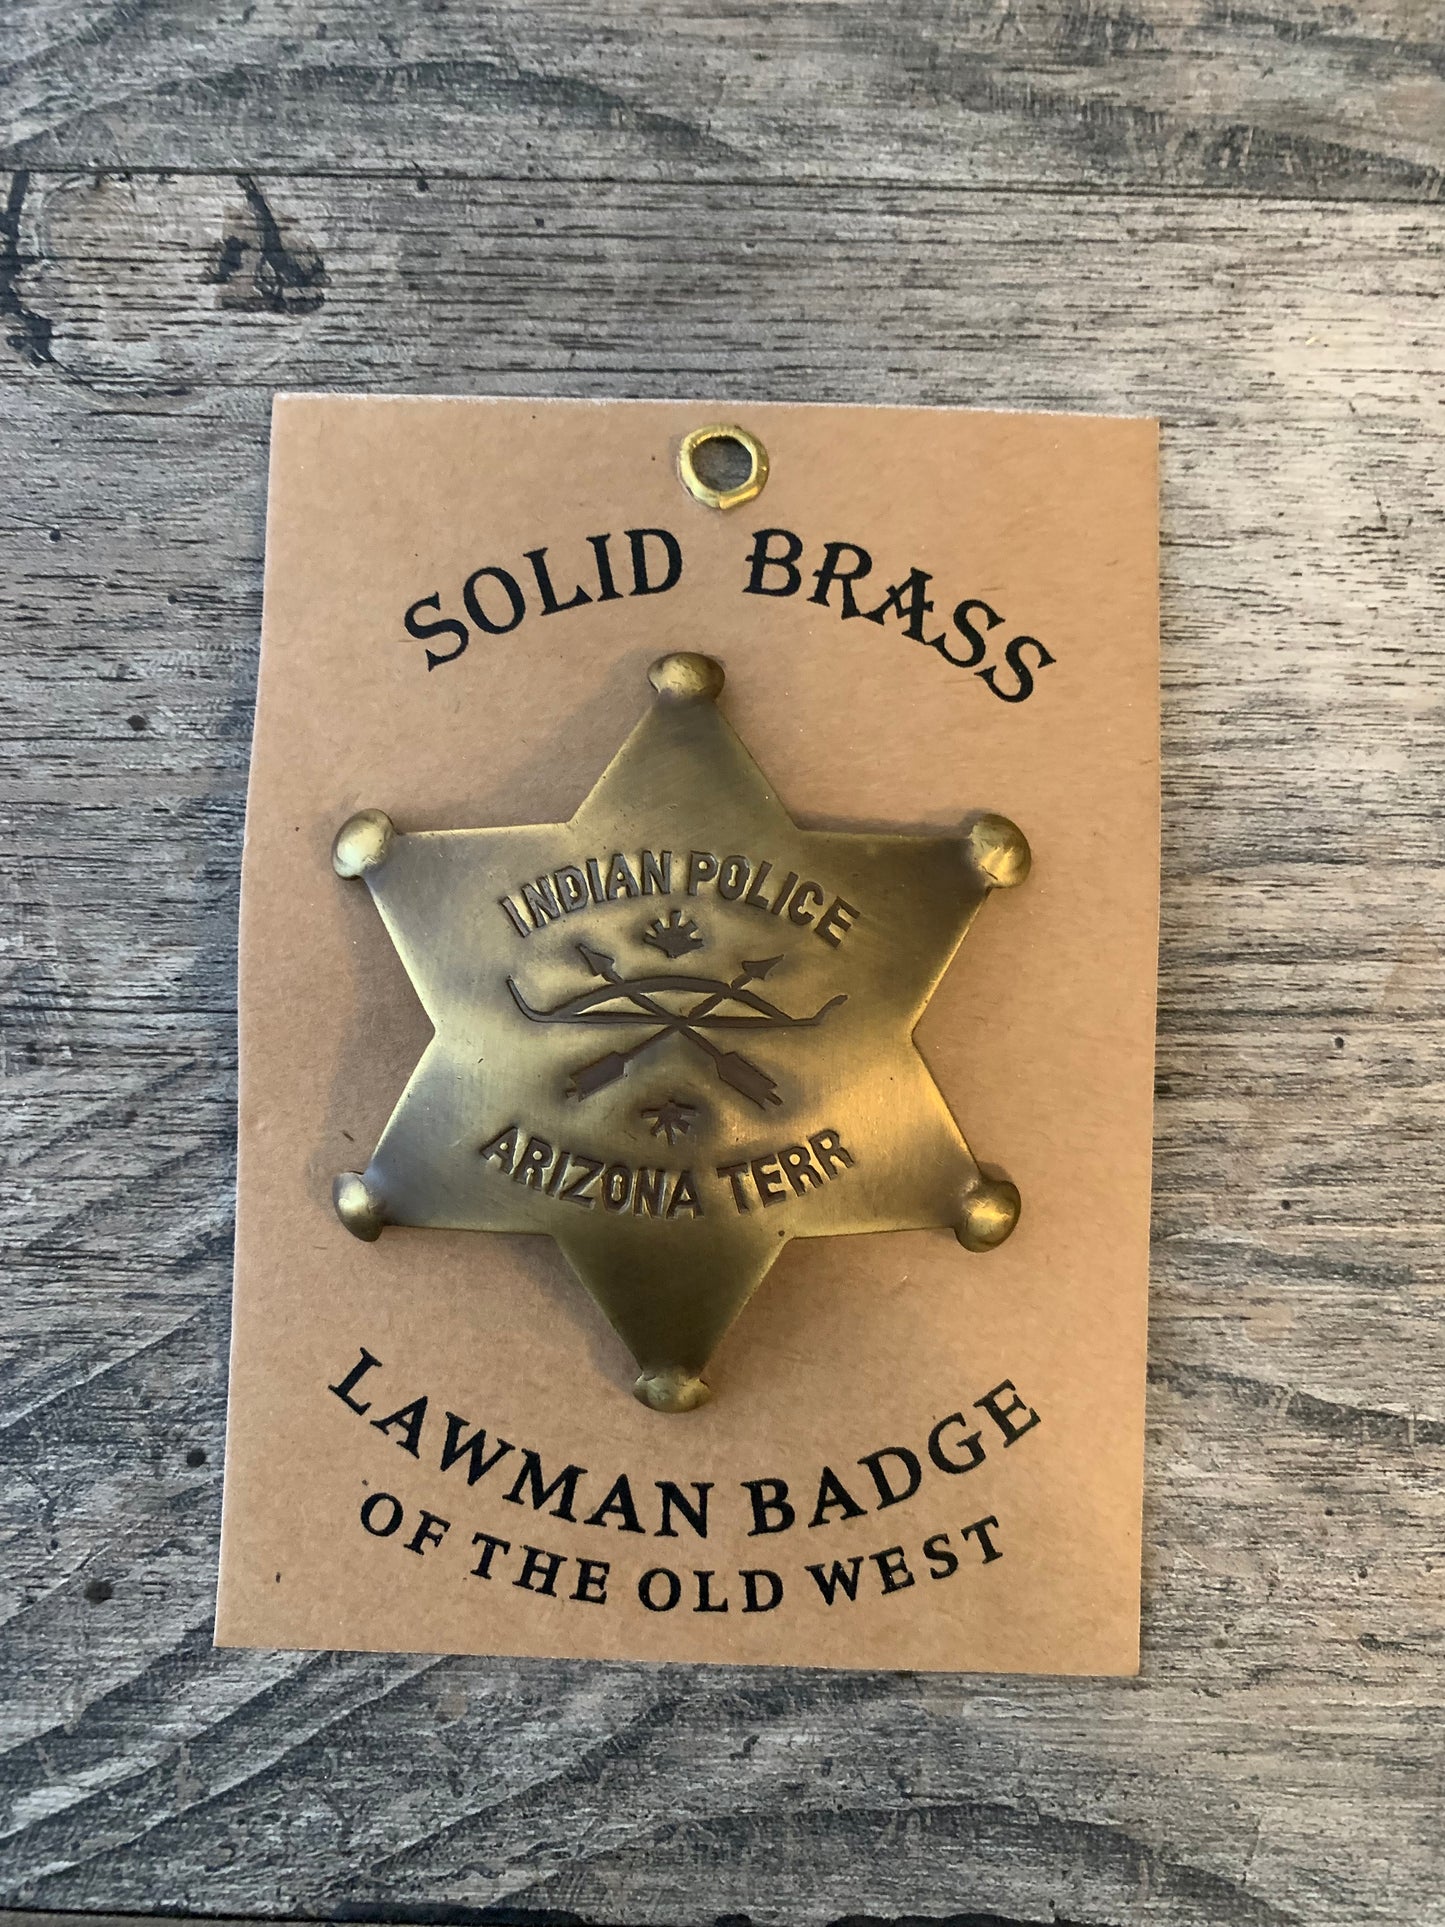 SOLID BRASS
INDIAN POLICE
ARIZONA TERR
LAWMAN BADGE
OF THE OLD WEST